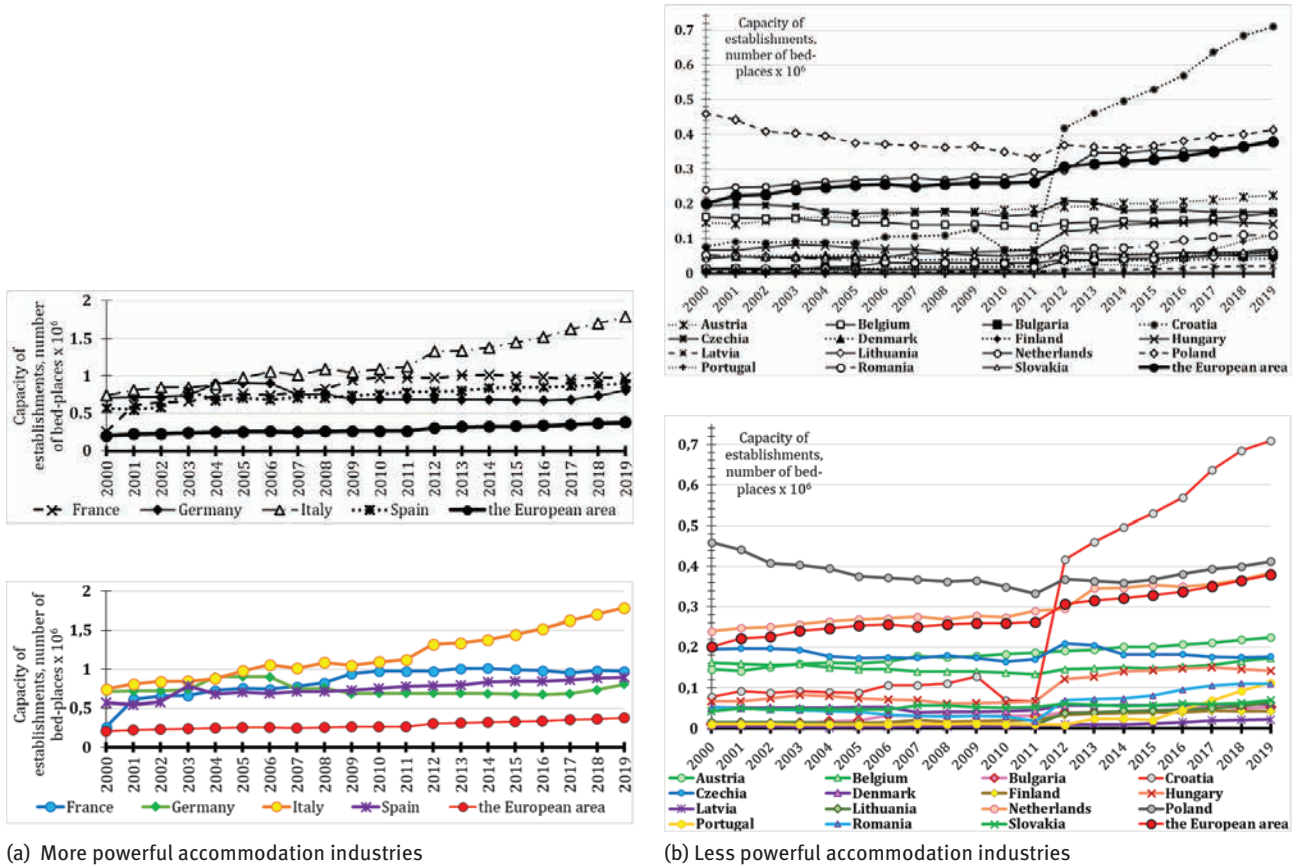 Capacity of
establishments, number
of bed-places x 10⁶
2
1.5
1
0.5
0
2000 2001 2002 2003 2004 2005 2006 2007 2008 2009 2010 2011 2012 2013 2014 2015 2016 2017 2018 2019
France Germany Italy Spain the European area
Capacity of
establishments, number of
bed-places x 10⁶
2
1.5
1
0.5
0
2000 2001 2002 2003 2004 2005 2006 2007 2008 2009 2010 2011 2012 2013 2014 2015 2016 2017 2018 2019
France Germany Italy Spain the European area
(a) More powerful accommodation industries
Capacity of
establishments,
number of bed-
places x 10⁶
0.7
0.6
0.5
0.4
0.3
0.2
0.1
0
2000 2001 2002 2003 2004 2005 2006 2007 2008 2009 2010 2011 2012 2013 2014 2015 2016 2017 2018 2019
Austria Belgium Bulgaria Croatia
Czechia Denmark Finland Hungary
Latvia Lithuania Netherlands Poland
Portugal Romania Slovakia the European area
Capacity of
establishments,
number of bed-
places x 10⁶
0,7
0,6
0,5
0,4
0,3
0,2
0,1
0
2000 2001 2002 2003 2004 2005 2006 2007 2008 2009 2010 2011 2012 2013 2014 2015 2016 2017 2018 2019
Austria Belgium Bulgaria Croatia
Czechia Denmark Finland Hungary
Latvia Lithuania Netherlands Poland
Portugal Romania Slovakia the European area
(b) Less powerful accommodation industries